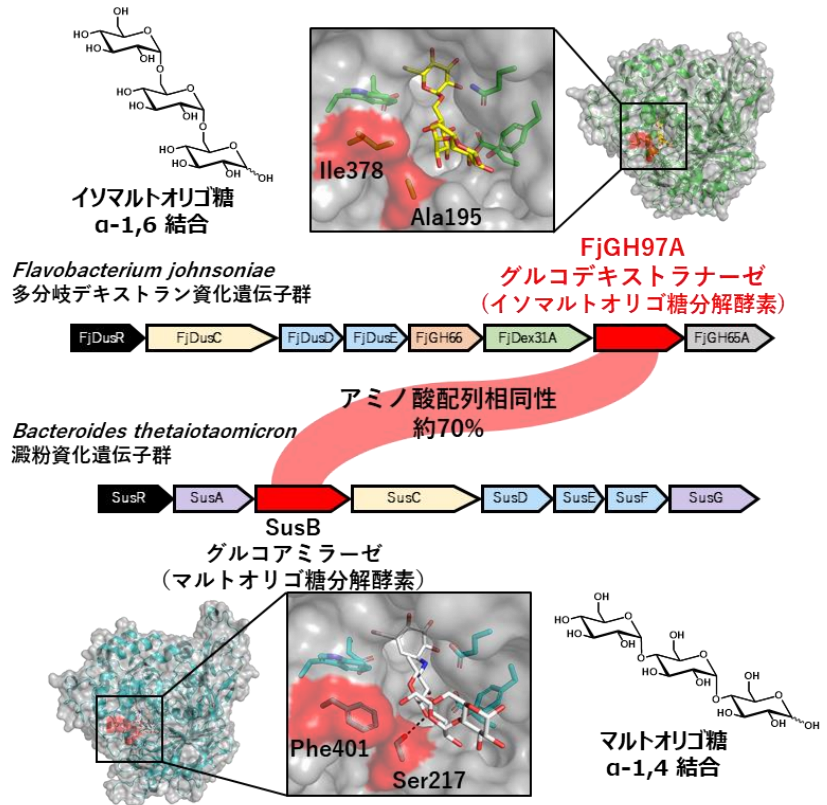 Ile378
Ala195
イソマルトオリゴ糖
α-1,6 結合
FjGH97A
グルコデキストラナーゼ
(イソマルトオリゴ糖分解酵素)
Flavobacterium johnsoniae
多分岐デキストラン資化遺伝子群
FjDusR FjDusC FjDusD FjDusE FjGH66 FjDex31A FjGH65A
アミノ酸配列相同性
約70%
Bacteroides thetaiotaomicron
澱粉資化遺伝子群
SusR SusA SusC SusD SusE SusF SusG
SusB
グルコアミラーゼ
(マルトオリゴ糖分解酵素)
Phe401
Ser217
マルトオリゴ糖
α-1,4 結合